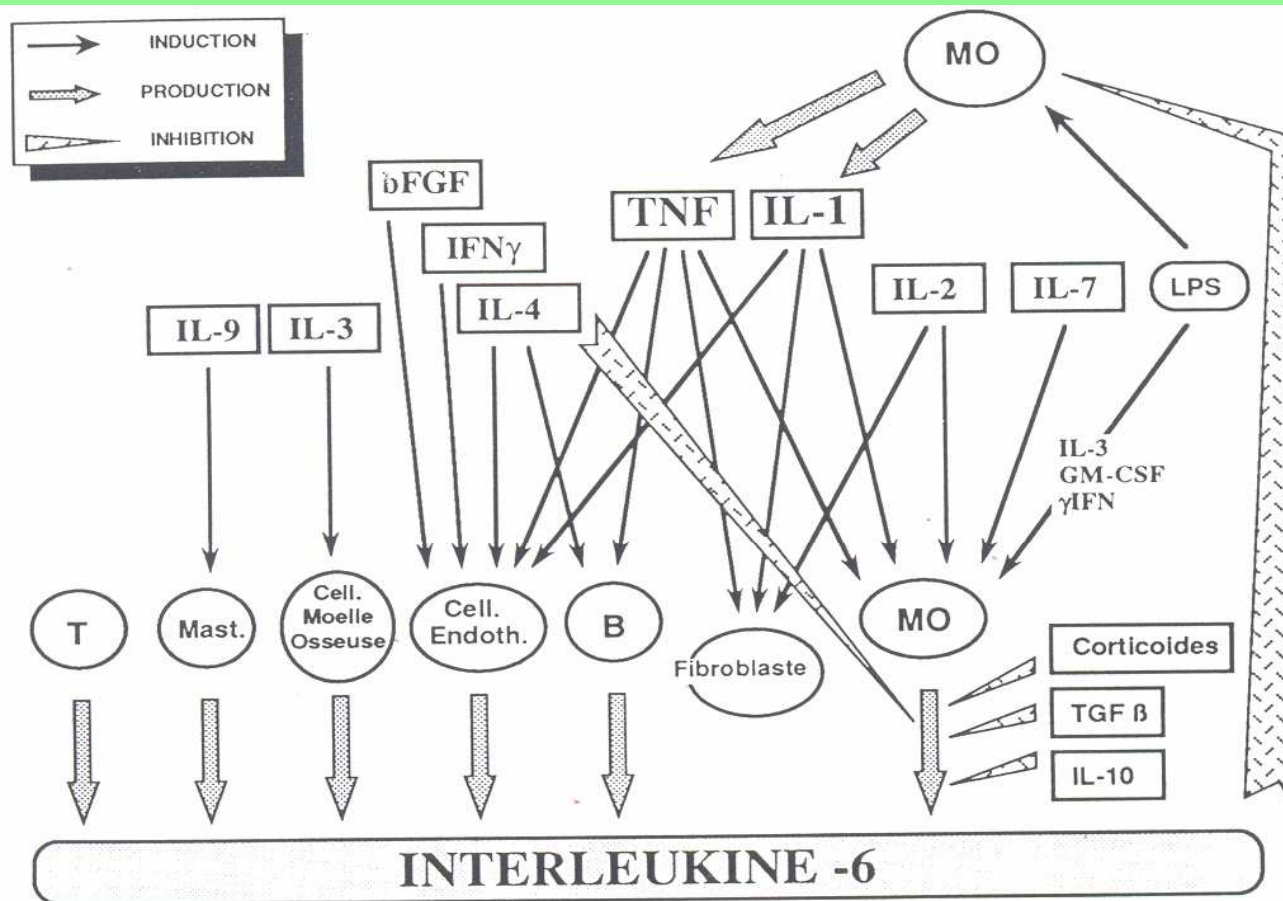 INDUCTION
PRODUCTION
INHIBITION
MO
bFGF
TNF
IL-1
IFNγ
IL-4
IL-2
IL-7
LPS
IL-9
IL-3
IL-3
GM-CSF
γIFN
T
Mast.
Cell.
Moelle
Osseuse
Cell.
Endoth.
B
Fibroblaste
MO
Corticoides
TGF ß
IL-10
INTERLEUKINE -6